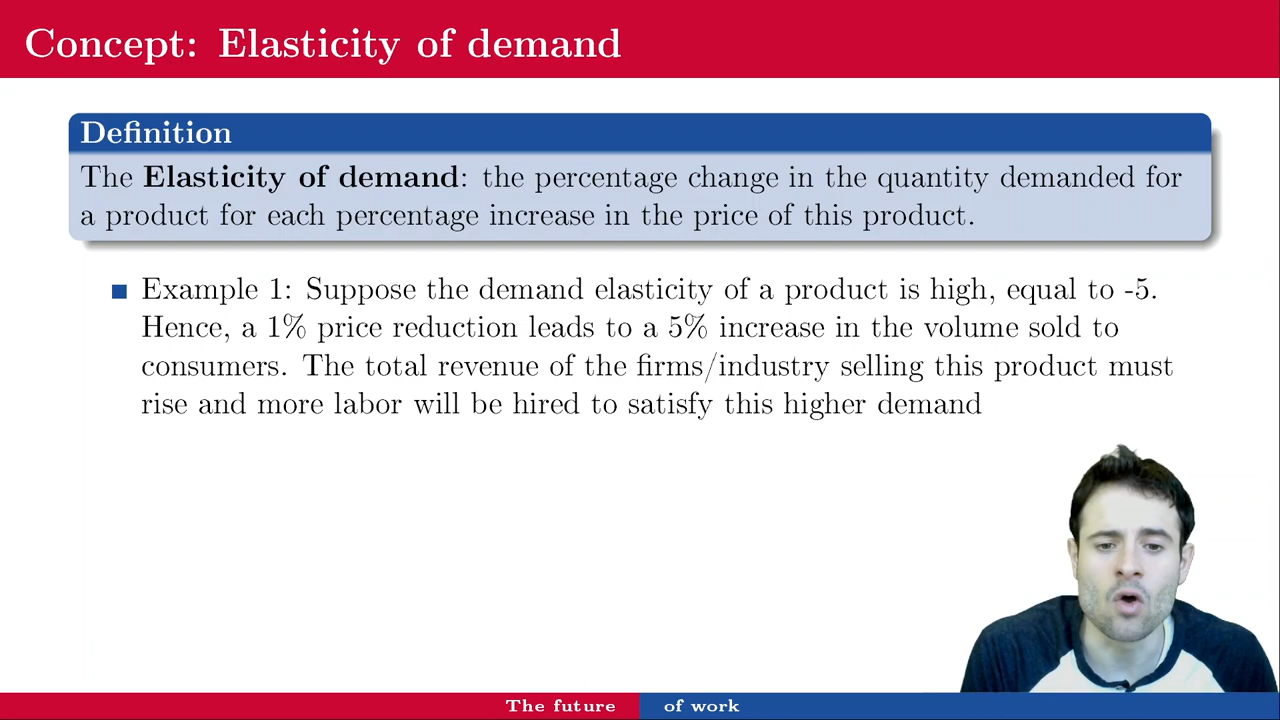 Concept: Elasticity of demand
Definition
The Elasticity of demand: the percentage change in the quantity demanded for
a product for each percentage increase in the price of this product.
Example 1: Suppose the demand elasticity of a product is high, equal to -5.
Hence, a 1% price reduction leads to a 5% increase in the volume sold to
consumers. The total revenue of the firms/industry selling this product must
rise and more labor will be hired to satisfy this higher demand
The future of work